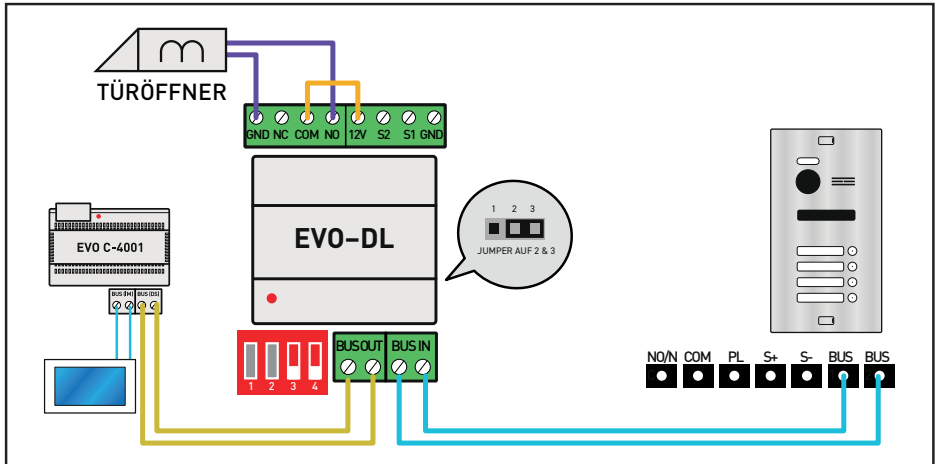 TÜRÖFFNER
GND NC COM NO 12V S2 S1 GND
EVO-DL
1 2 3
JUMPER AUF 2 & 3
EVO C-4001
BUS (IM) BUS (DS)
1 2 3 4
BUS OUT BUS IN
NO/N COM PL S+ S- BUS BUS